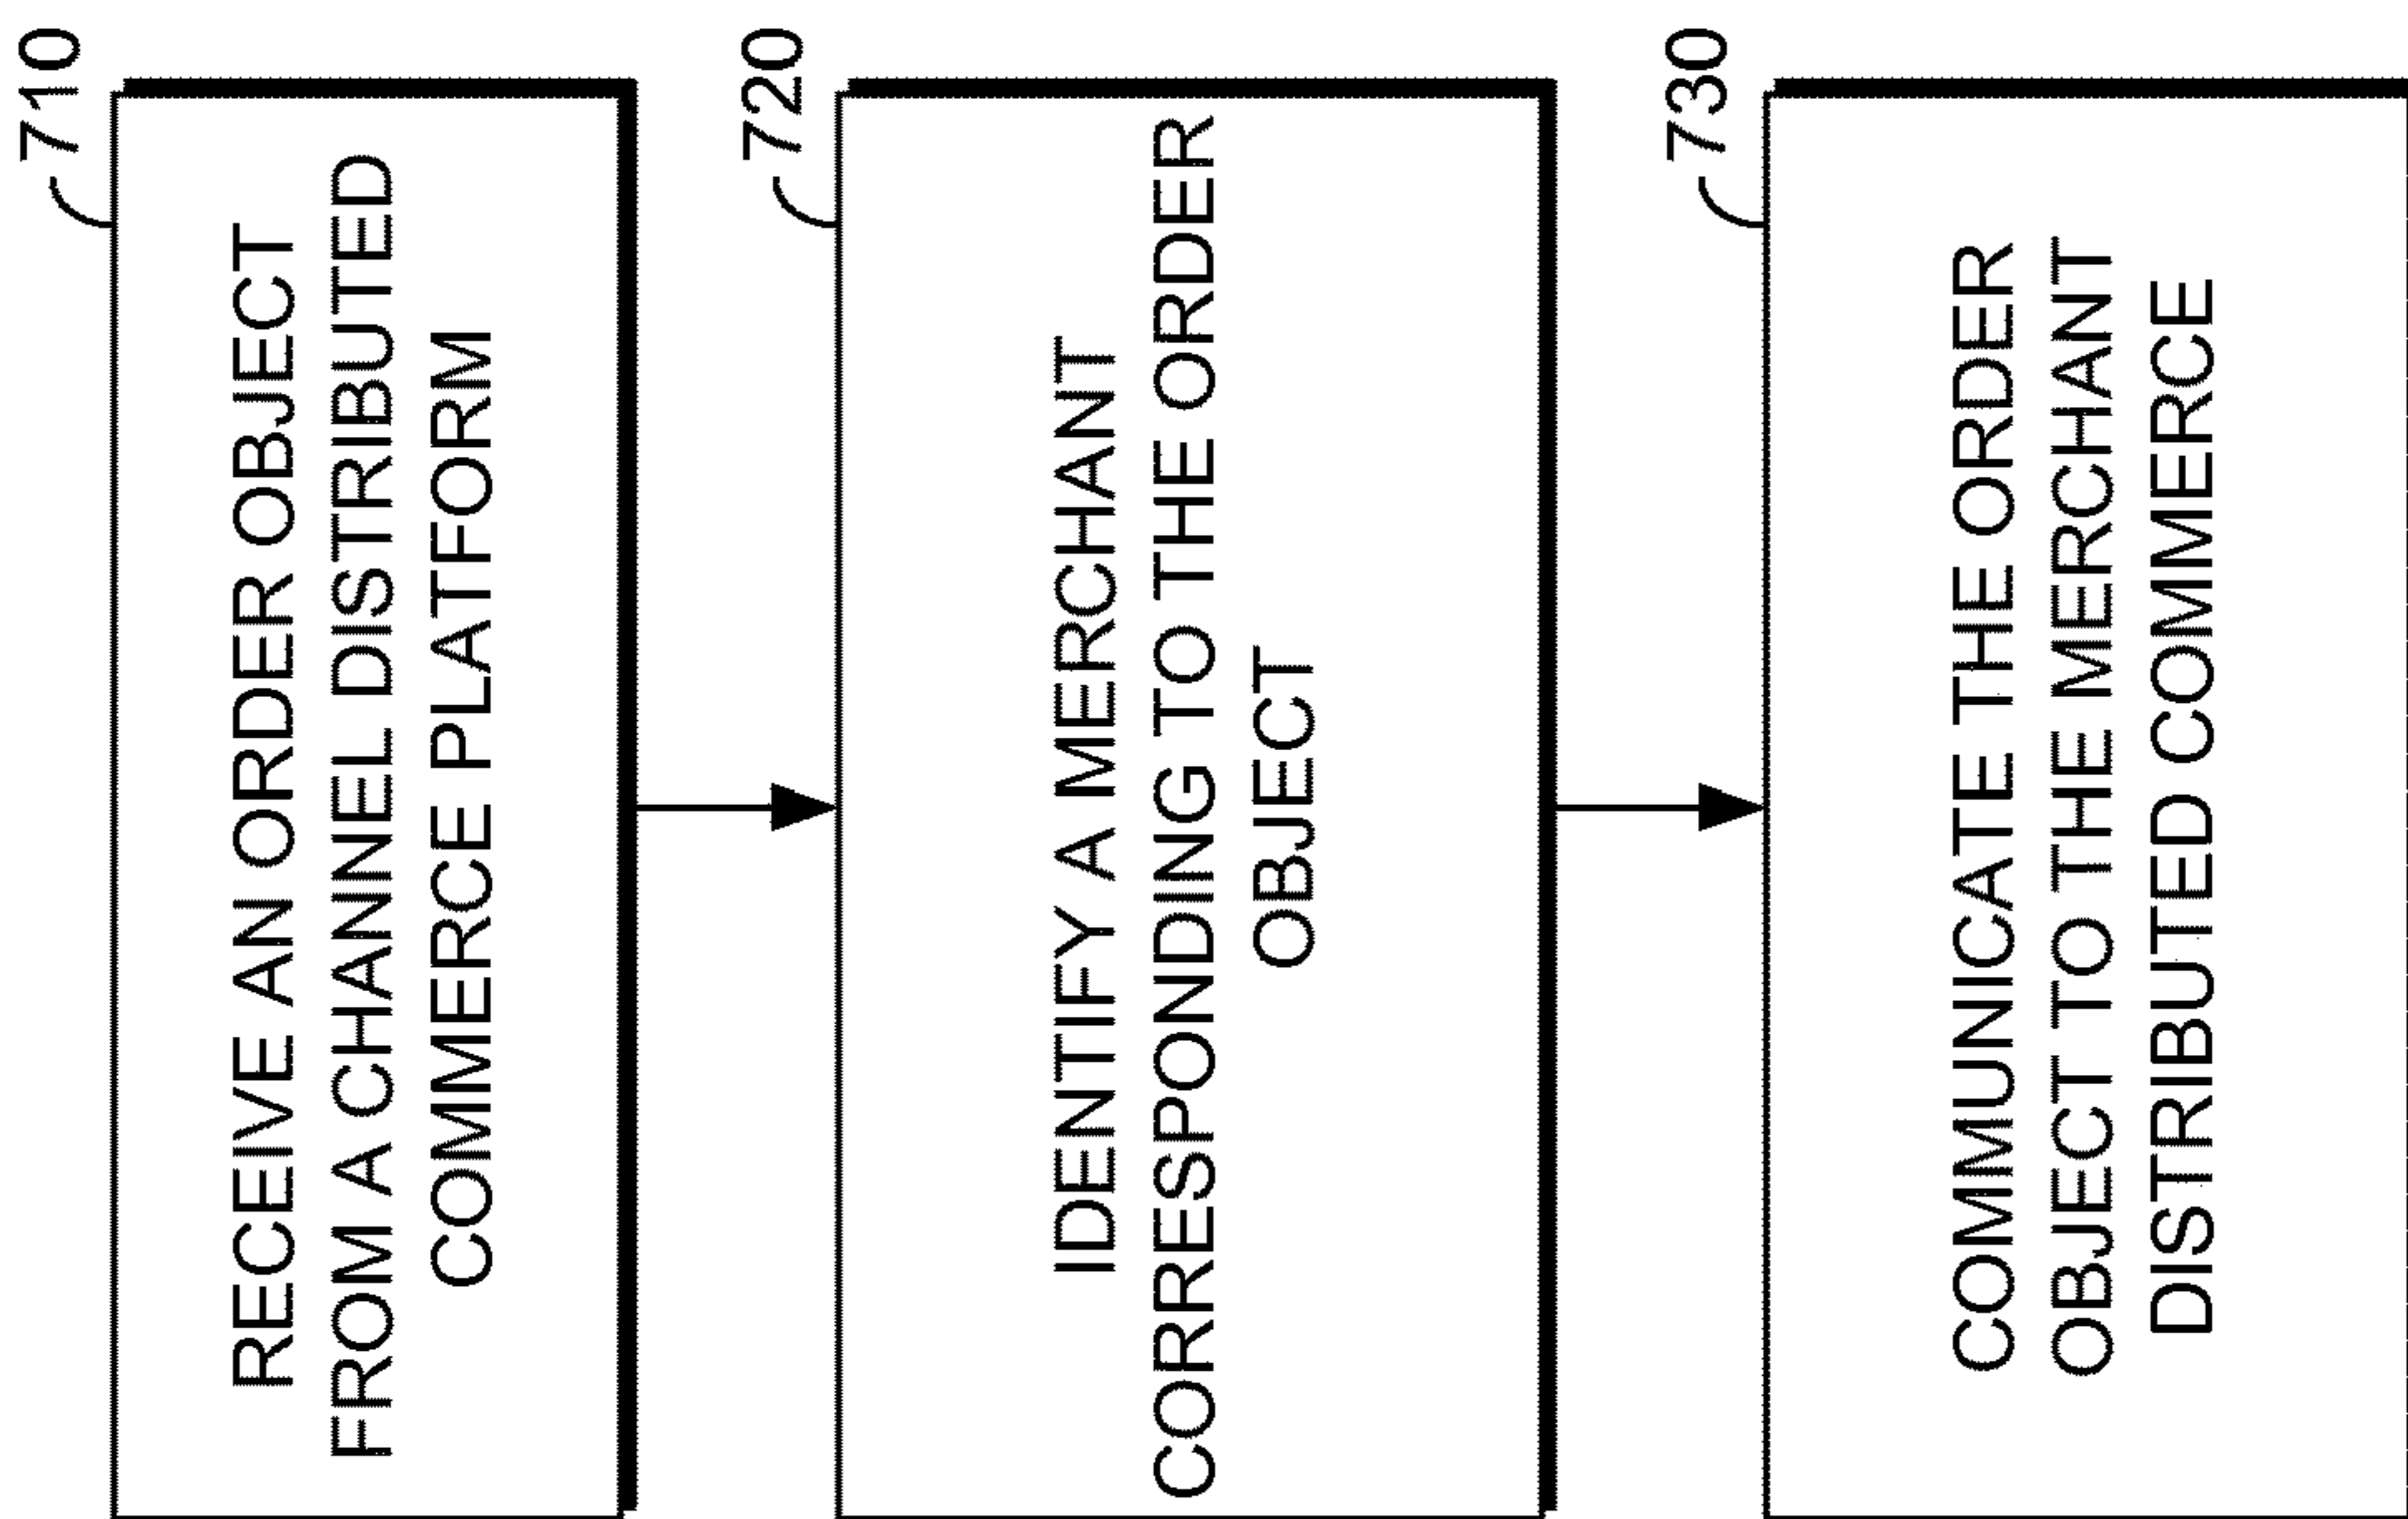 710
RECEIVE AN ORDER OBJECT
FROM A CHANNEL DISTRIBUTED
COMMERCE PLATFORM
720
IDENTIFY A MERCHANT
CORRESPONDING TO THE ORDER
OBJECT
730
COMMUNICATE THE ORDER
OBJECT TO THE MERCHANT
DISTRIBUTED COMMERCE